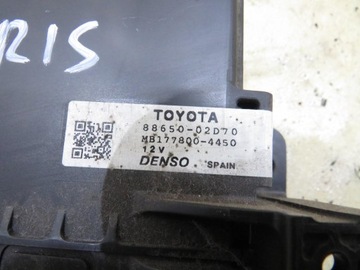 RIS
TOYOTA
88650-02D70
MB177800-4450
12V
DENSO SPAIN